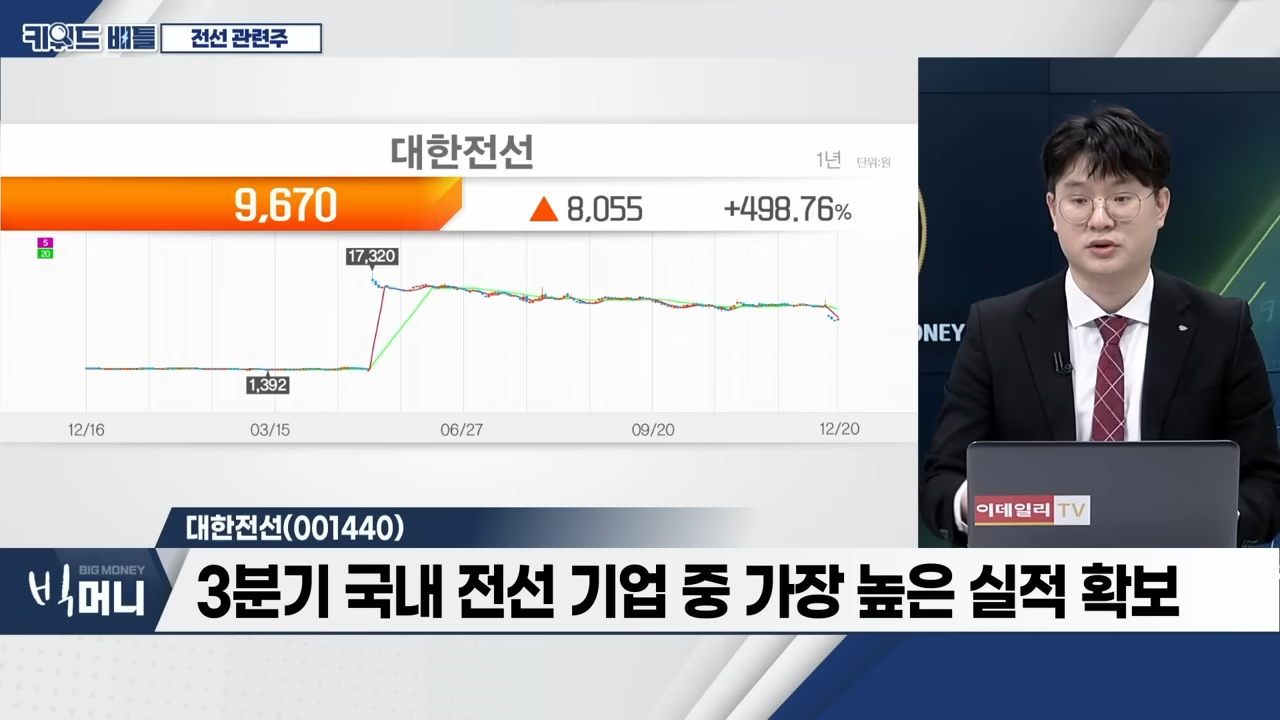 키워드 배틀
전선 관련주
대한전선
1년 단위:원
9,670
▲ 8,055
+498.76%
5
20
17,320
1,392
12/16 03/15 06/27 09/20 12/20
ONEY
이데일리 TV
대한전선(001440)
BIG MONEY
빅머니
3분기 국내 전선 기업 중 가장 높은 실적 확보